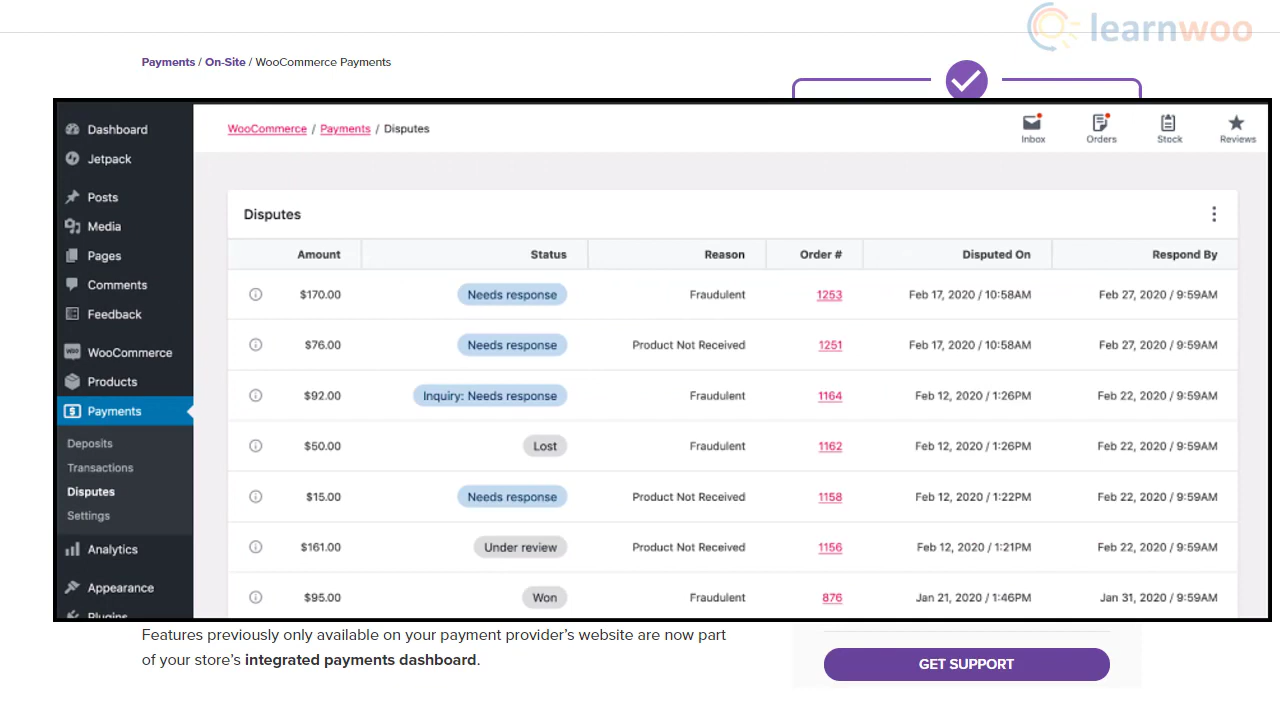 learnwoo
Payments / On-Site / WooCommerce Payments
Dashboard
Jetpack
Posts
Media
Pages
Comments
Feedback
WooCommerce
Products
Payments
Deposits
Transactions
Disputes
Settings
Analytics
Appearance
Plugins
WooCommerce / Payments / Disputes
Inbox Orders Stock Reviews
Disputes
Amount Status Reason Order # Disputed On Respond By
$170.00 Needs response Fraudulent 1253 Feb 17, 2020 / 10:58AM Feb 27, 2020 / 9:59AM
$76.00 Needs response Product Not Received 1251 Feb 17, 2020 / 10:58AM Feb 27, 2020 / 9:59AM
$92.00 Inquiry: Needs response Fraudulent 1164 Feb 12, 2020 / 1:26PM Feb 22, 2020 / 9:59AM
$50.00 Lost Fraudulent 1162 Feb 12, 2020 / 1:26PM Feb 22, 2020 / 9:59AM
$15.00 Needs response Product Not Received 1158 Feb 12, 2020 / 1:22PM Feb 22, 2020 / 9:59AM
$161.00 Under review Product Not Received 1156 Feb 12, 2020 / 1:21PM Feb 22, 2020 / 9:59AM
$95.00 Won Fraudulent 876 Jan 21, 2020 / 1:46PM Jan 31, 2020 / 9:59AM
Features previously only available on your payment provider's website are now part
of your store's integrated payments dashboard.
GET SUPPORT